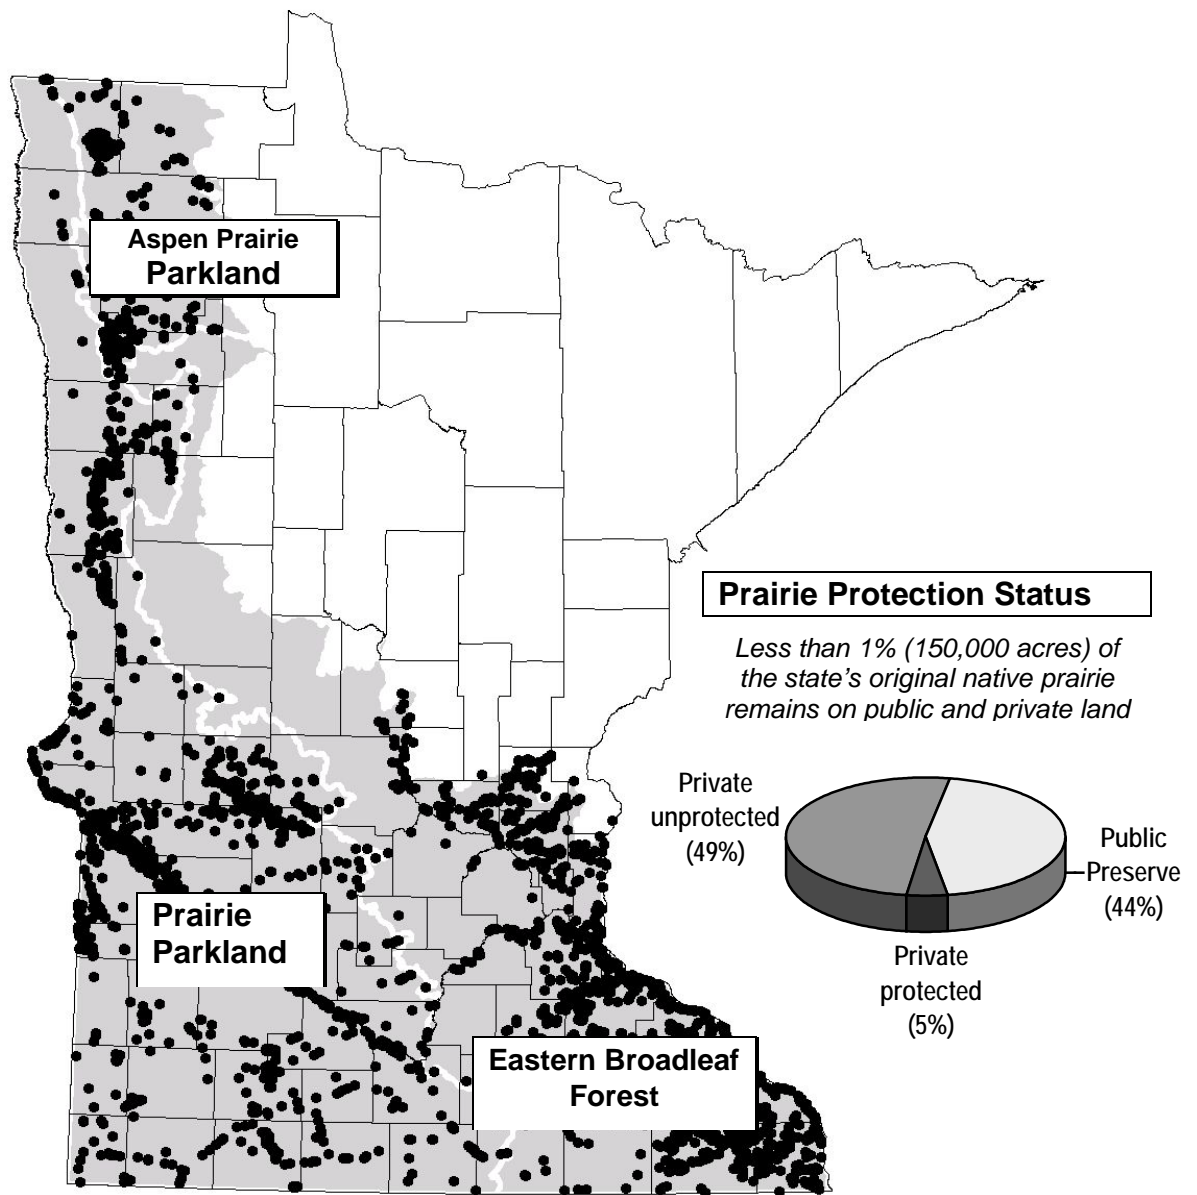 Aspen Prairie
Parkland
Prairie Protection Status
Less than 1% (150,000 acres) of
the state's original native prairie
remains on public and private land
Private
unprotected
(49%)
Public
Preserve
(44%)
Private
protected
(5%)
Prairie
Parkland
Eastern Broadleaf
Forest